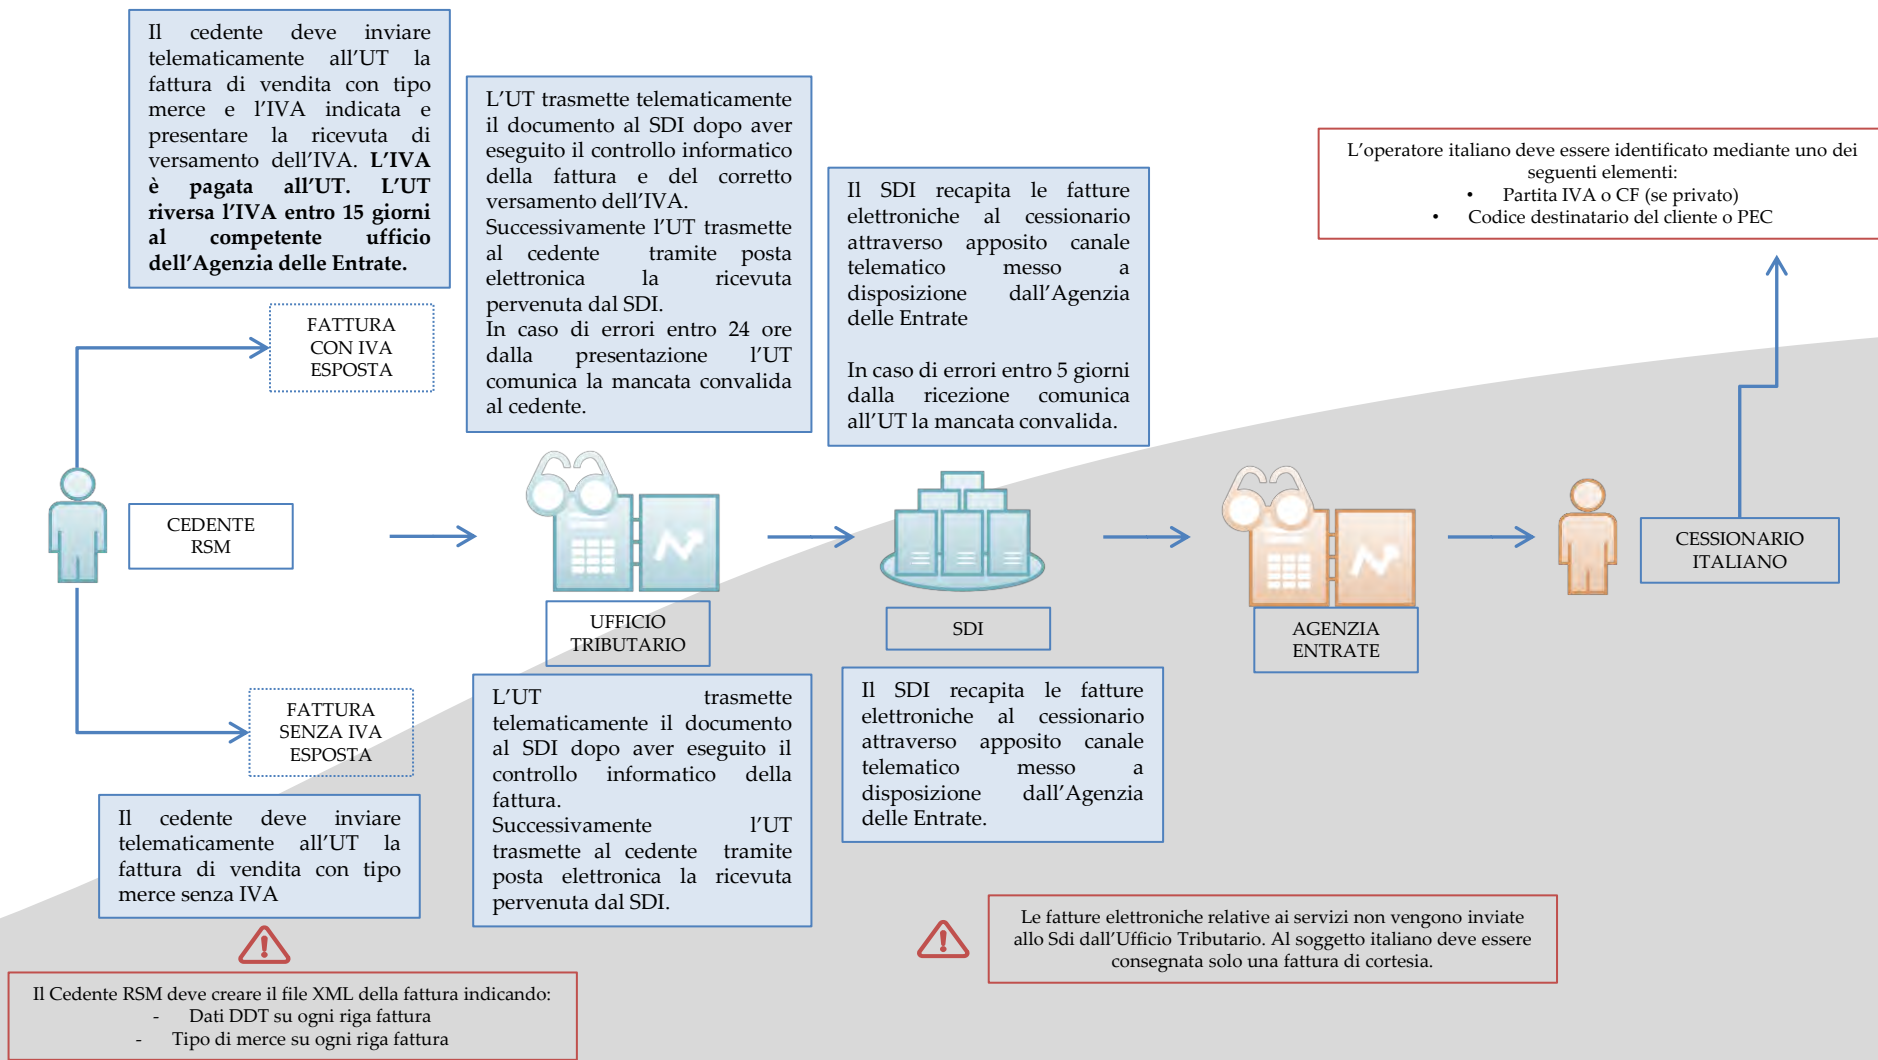 Il cedente deve inviare
telematicamente all'UT la
fattura di vendita con tipo
merce e l'IVA indicata e
presentare la ricevuta di
versamento dell'IVA. L'IVA
è pagata all'UT. L'UT
riversa l'IVA entro 15 giorni
al competente ufficio
dell'Agenzia delle Entrate.
L'UT trasmette telematicamente
il documento al SDI dopo aver
eseguito il controllo informatico
della fattura e del corretto
versamento dell'IVA.
Successivamente l'UT trasmette
al cedente tramite posta
elettronica la ricevuta
pervenuta dal SDI.
In caso di errori entro 24 ore
dalla presentazione l'UT
comunica la mancata convalida
al cedente.
Il SDI recapita le fatture
elettroniche al cessionario
attraverso apposito canale
telematico messo a
disposizione dall'Agenzia
delle Entrate
In caso di errori entro 5 giorni
dalla ricezione comunica
all'UT la mancata convalida.
L'operatore italiano deve essere identificato mediante uno dei
seguenti elementi:
• Partita IVA o CF (se privato)
• Codice destinatario del cliente o PEC
FATTURA
CON IVA
ESPOSTA
CEDENTE
RSM
UFFICIO
TRIBUTARIO
SDI
AGENZIA
ENTRATE
CESSIONARIO
ITALIANO
FATTURA
SENZA IVA
ESPOSTA
Il cedente deve inviare
telematicamente all'UT la
fattura di vendita con tipo
merce senza IVA
L'UT trasmette
telematicamente il documento
al SDI dopo aver eseguito il
controllo informatico della
fattura.
Successivamente l'UT
trasmette al cedente tramite
posta elettronica la ricevuta
pervenuta dal SDI.
Il SDI recapita le fatture
elettroniche al cessionario
attraverso apposito canale
telematico messo a
disposizione dall'Agenzia
delle Entrate.
Le fatture elettroniche relative ai servizi non vengono inviate
allo Sdi dall'Ufficio Tributario. Al soggetto italiano deve essere
consegnata solo una fattura di cortesia.
Il Cedente RSM deve creare il file XML della fattura indicando:
- Dati DDT su ogni riga fattura
- Tipo di merce su ogni riga fattura